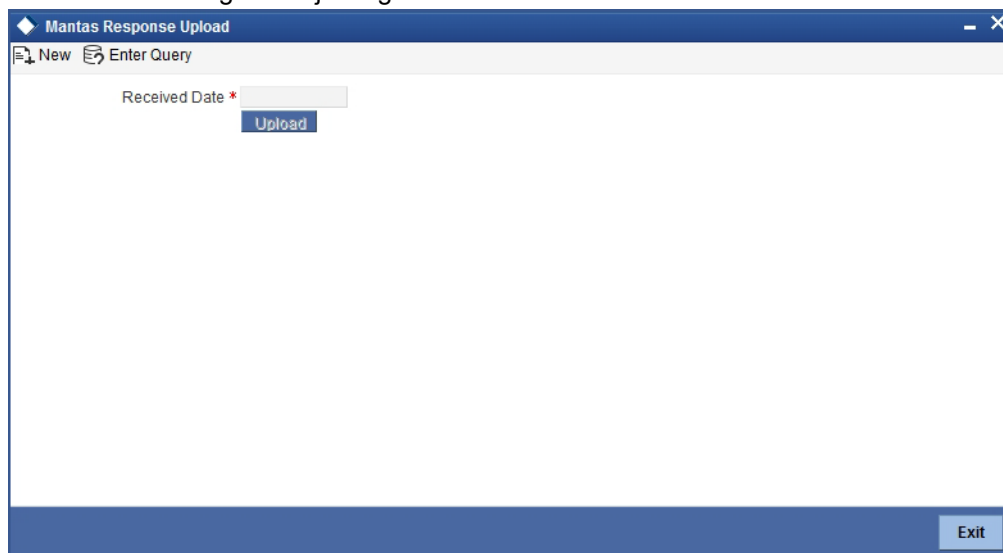 Mantas Response Upload
New Enter Query
Received Date *
Upload
Exit